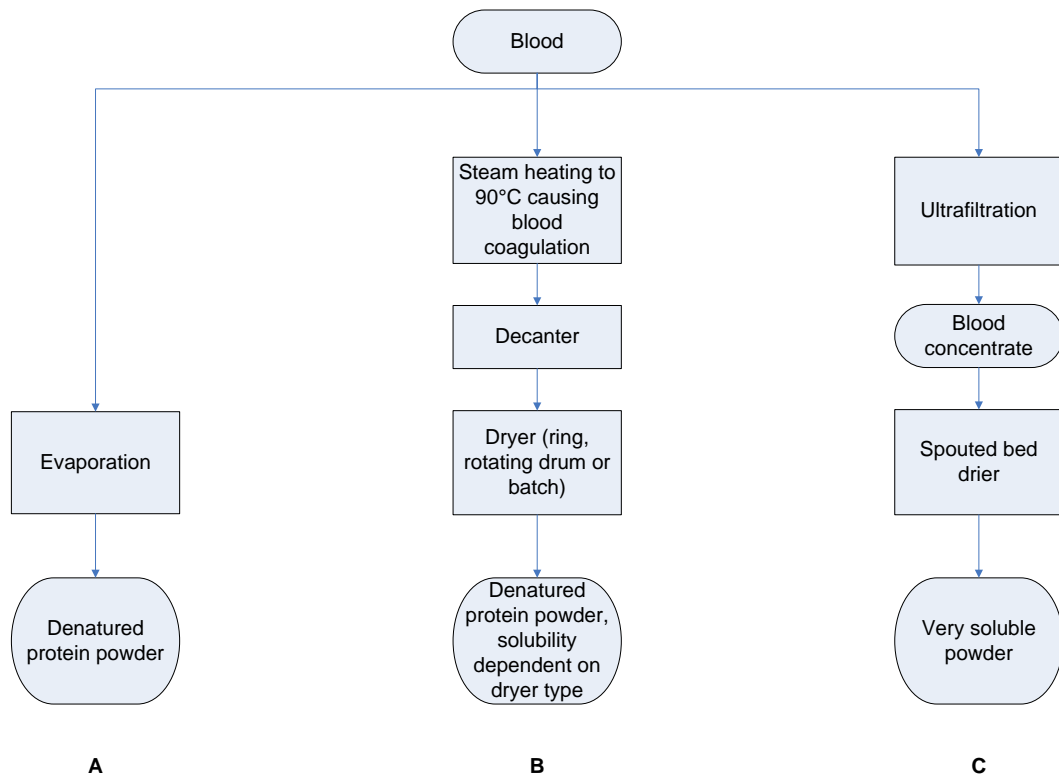 Blood
Steam heating to
90°C causing
blood
coagulation
Ultrafiltration
Decanter
Blood
concentrate
Evaporation
Dryer (ring,
rotating drum or
batch)
Spouted bed
drier
Denatured
protein powder
Denatured
protein powder,
solubility
dependent on
dryer type
Very soluble
powder
A
B
C